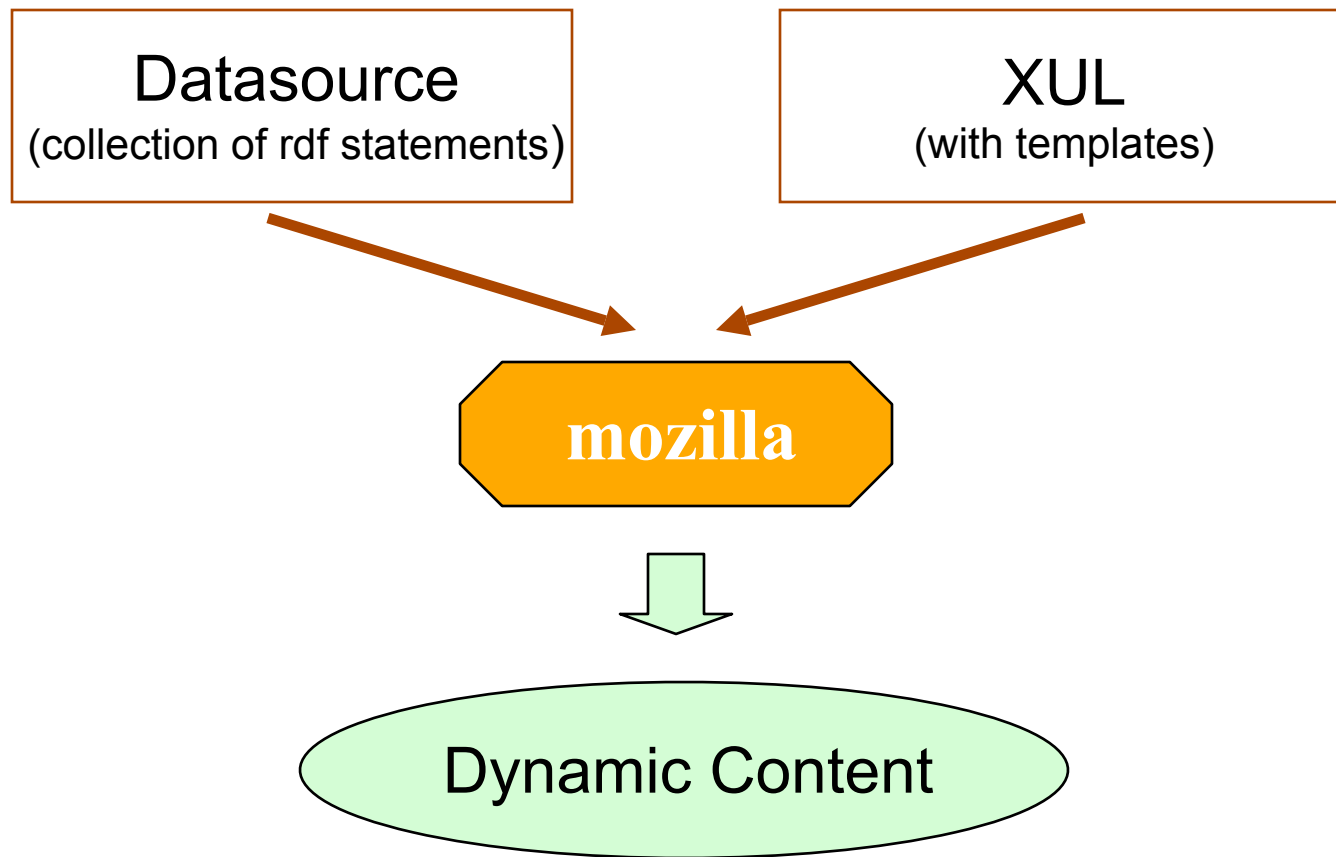 Datasource
(collection of rdf statements)
XUL
(with templates)
mozilla
Dynamic Content